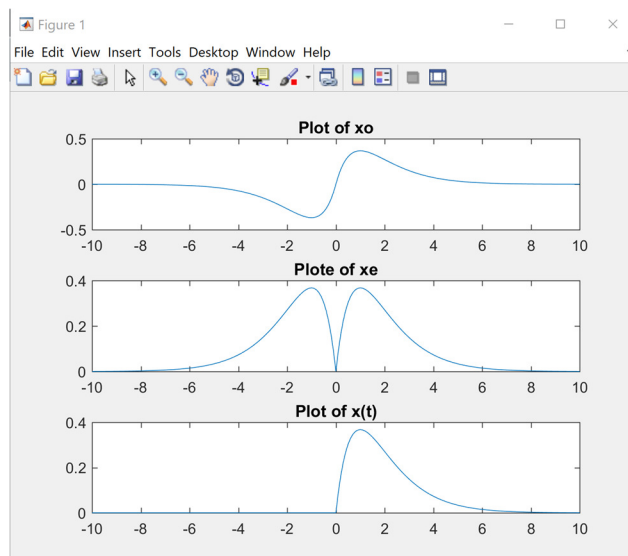 Figure 1
File Edit View Insert Tools Desktop Window Help
Plot of xo
0.5
0
-0.5
-10 -8 -6 -4 -2 0 2 4 6 8 10
Plote of xe
0.4
0.2
0
-10 -8 -6 -4 -2 0 2 4 6 8 10
Plot of x(t)
0.4
0.2
0
-10 -8 -6 -4 -2 0 2 4 6 8 10